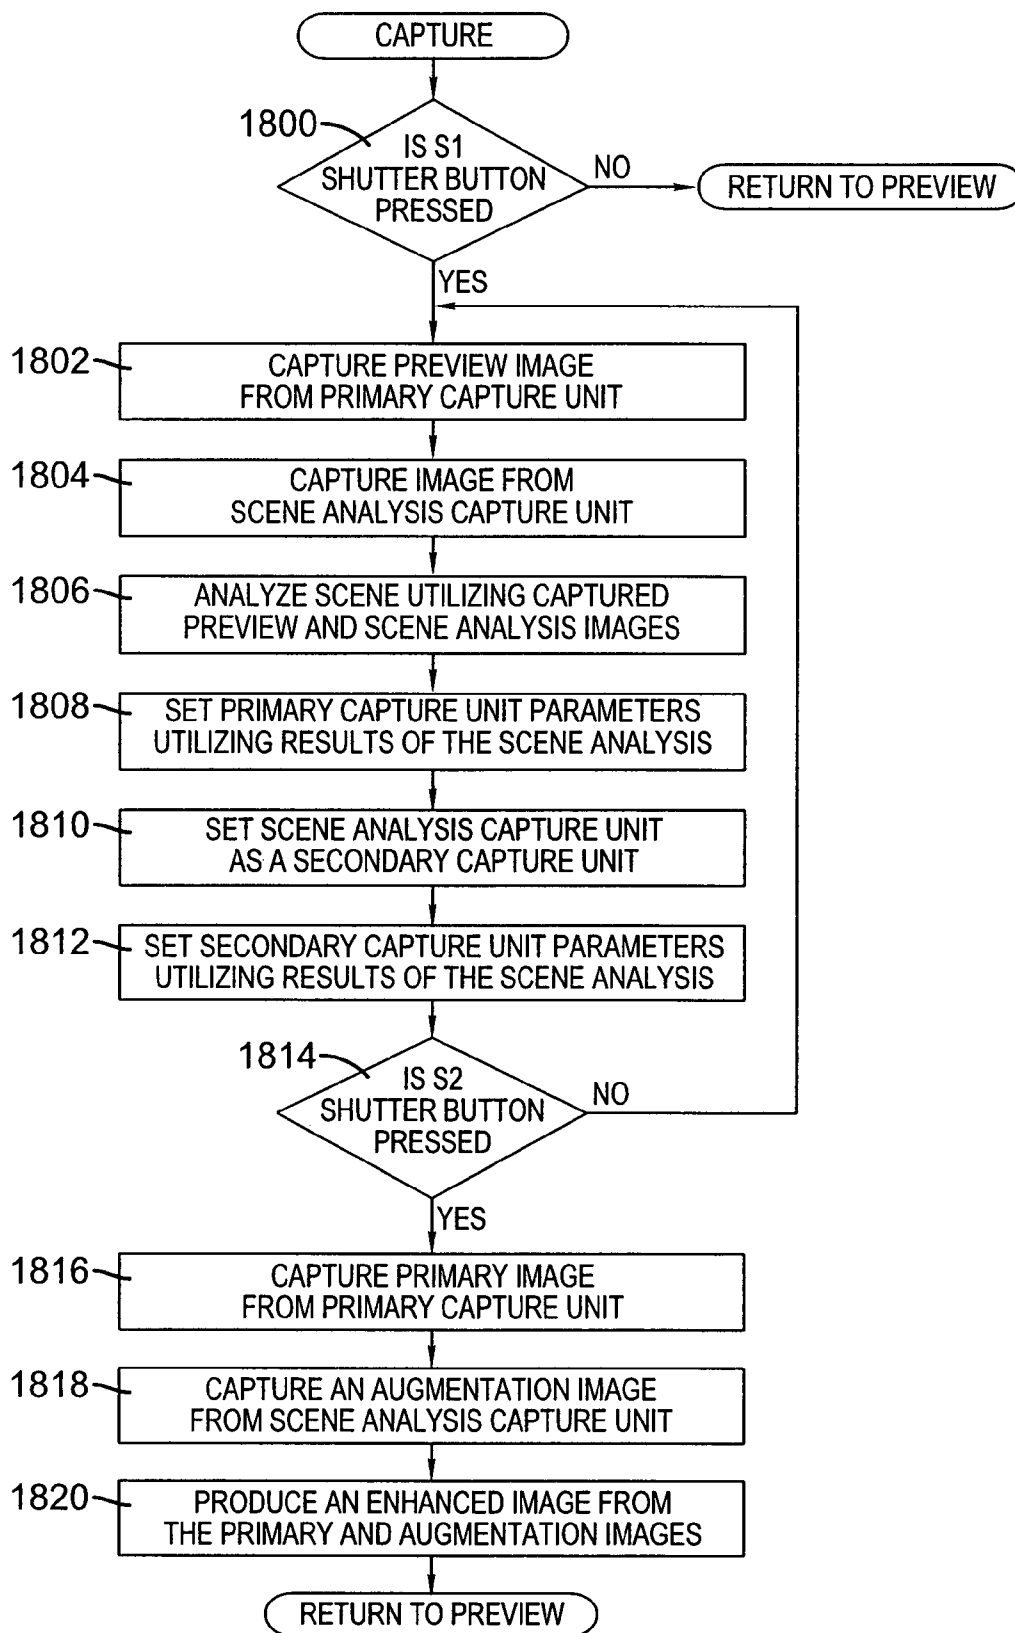 CAPTURE
1800
IS S1
SHUTTER BUTTON
PRESSED
NO
RETURN TO PREVIEW
YES
1802
CAPTURE PREVIEW IMAGE
FROM PRIMARY CAPTURE UNIT
1804
CAPTURE IMAGE FROM
SCENE ANALYSIS CAPTURE UNIT
1806
ANALYZE SCENE UTILIZING CAPTURED
PREVIEW AND SCENE ANALYSIS IMAGES
1808
SET PRIMARY CAPTURE UNIT PARAMETERS
UTILIZING RESULTS OF THE SCENE ANALYSIS
1810
SET SCENE ANALYSIS CAPTURE UNIT
AS A SECONDARY CAPTURE UNIT
1812
SET SECONDARY CAPTURE UNIT PARAMETERS
UTILIZING RESULTS OF THE SCENE ANALYSIS
1814
IS S2
SHUTTER BUTTON
PRESSED
NO
YES
1816
CAPTURE PRIMARY IMAGE
FROM PRIMARY CAPTURE UNIT
1818
CAPTURE AN AUGMENTATION IMAGE
FROM SCENE ANALYSIS CAPTURE UNIT
1820
PRODUCE AN ENHANCED IMAGE FROM
THE PRIMARY AND AUGMENTATION IMAGES
RETURN TO PREVIEW